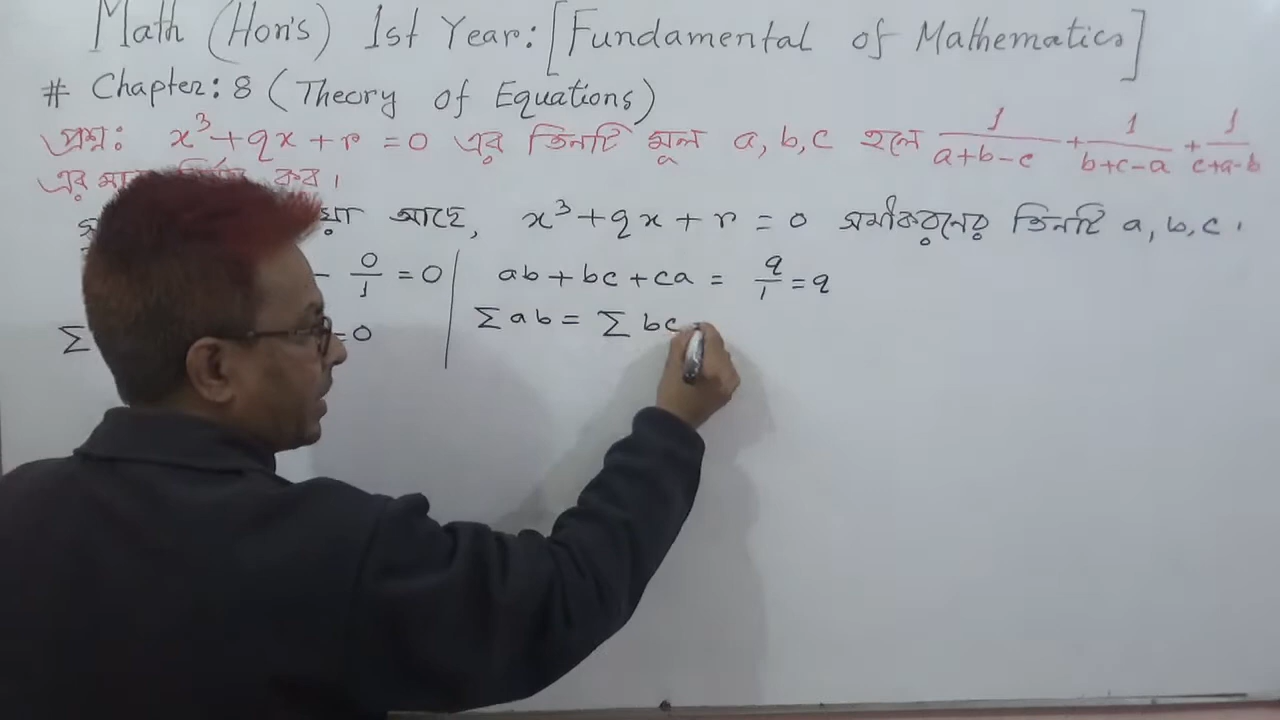 Math (Hon's) 1st Year: [Fundamental of Mathematics]
# Chapter: 8 (Theory of Equations)
প্রশ্ন: x³+qx+r=0 এর তিনটি মূল a, b, c হলে 1/(a+b-c) + 1/(b+c-a) + 1/(c+a-b)
এর কর।
আছে, x³+qx+r=0 সমীকরনের তিনটি a, b, c.
- 0/1 = 0 ab+bc+ca = q/1 = q
Σ =0 Σab = Σbc